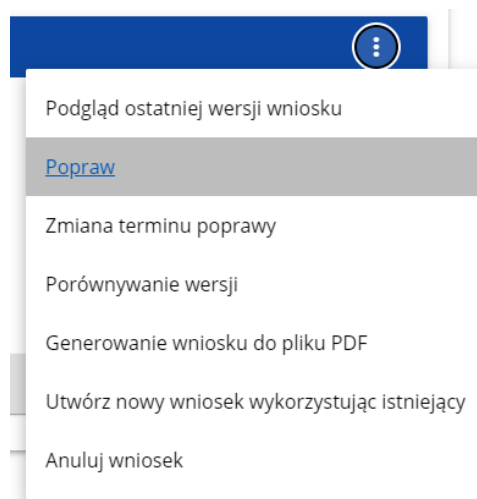 Podgląd ostatniej wersji wniosku
Popraw
Zmiana terminu poprawy
Porównywanie wersji
Generowanie wniosku do pliku PDF
Utwórz nowy wniosek wykorzystując istniejący
Anuluj wniosek